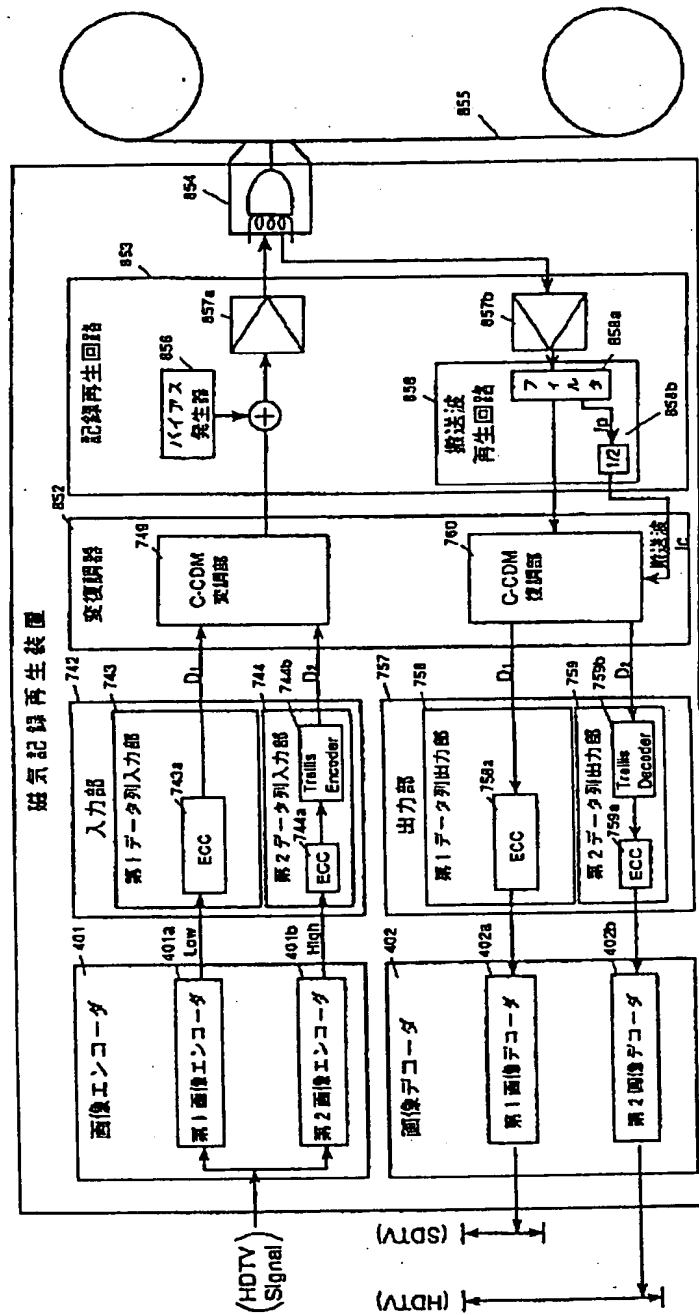 磁気記録再生装置
(HDTV Signal)
画像エンコーダ
401
401a
第1画像エンコーダ
Low
401b
第2画像エンコーダ
High
入力部
742
第1データ列入力部
743
743a
ECC
D1
第2データ列入力部
744
744a
ECC
744b
Trellis
Encoder
D2
変復調器
852
749
C-CDM
変調部
記録再生回路
853
バイアス
発生器
856
857a
854
855
857b
搬送波
再生回路
858
フィルタ
858a
fp
1/2
858b
搬送波
fc
760
C-CDM
復調部
出力部
757
第1データ列出力部
758
758a
ECC
D1
第2データ列出力部
759
759a
ECC
759b
Trellis
Decoder
D2
画像デコーダ
402
402a
第1画像デコーダ
402b
第2画像デコーダ
(SDTV)
(HDTV)